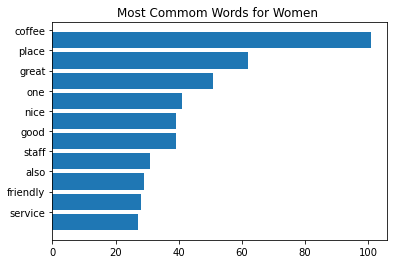 Most Commom Words for Women
coffee
place
great
one
nice
good
staff
also
friendly
service
0 20 40 60 80 100